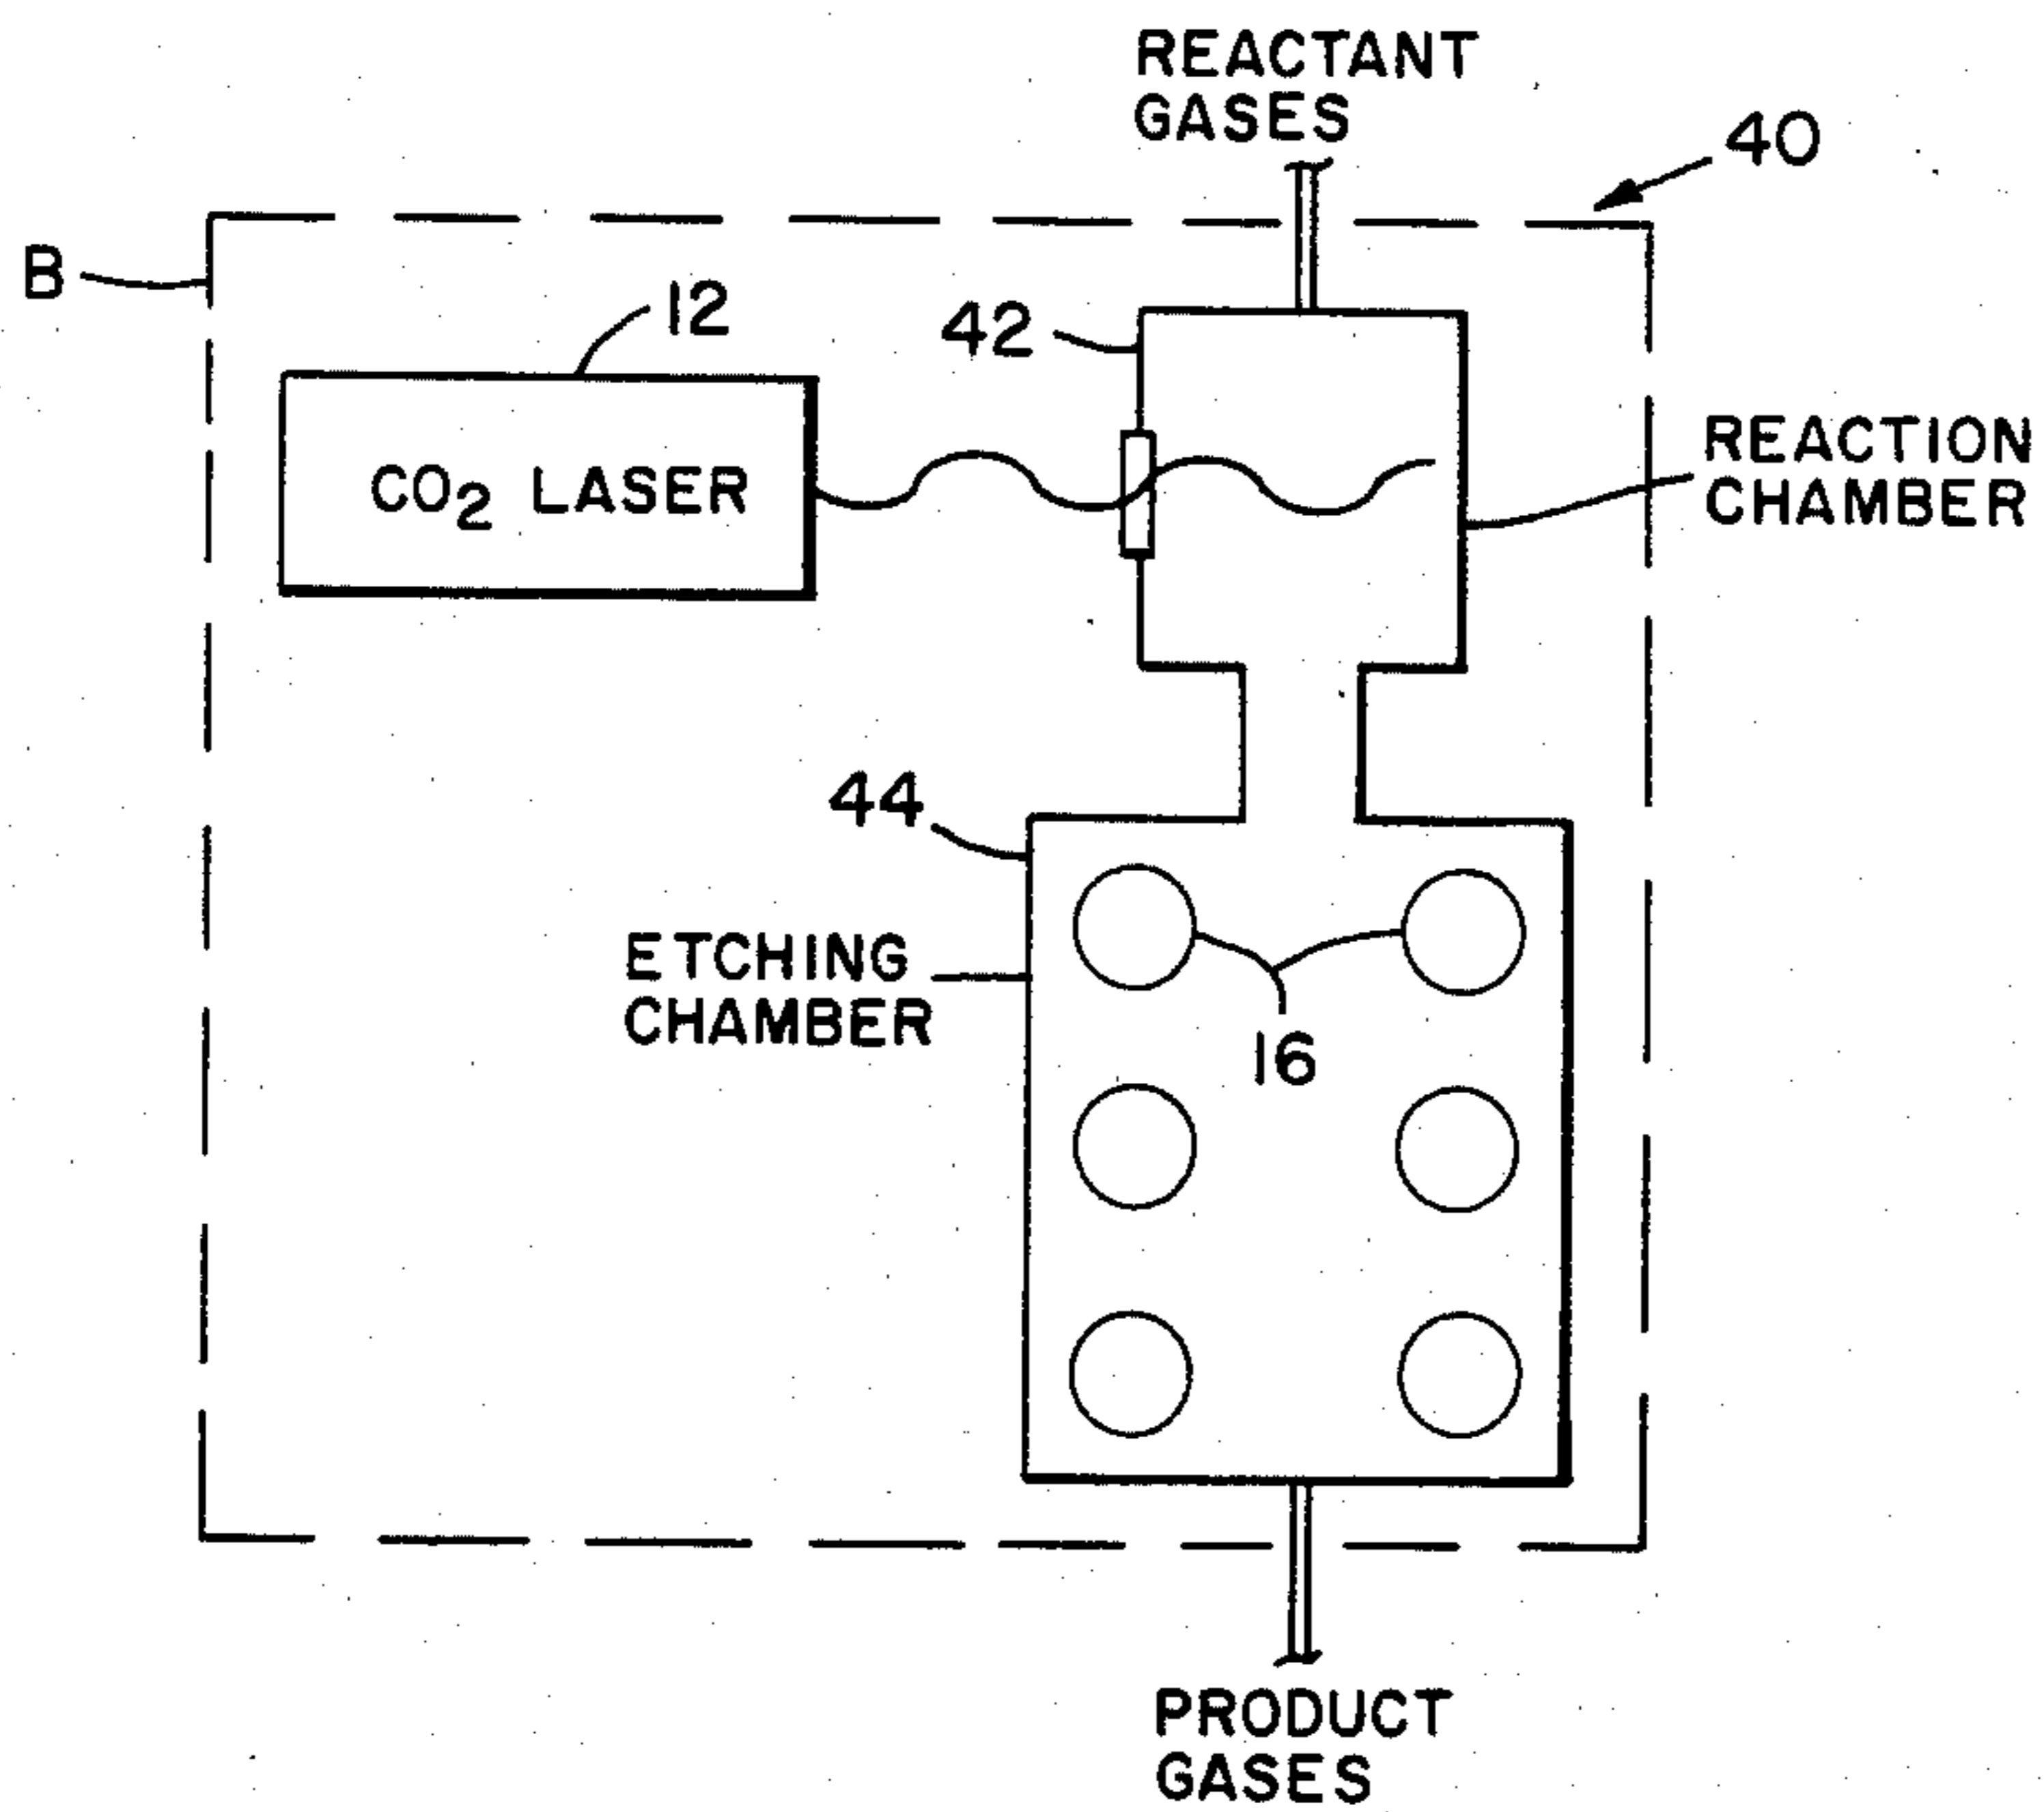 REACTANT
GASES
40
B
12
42
CO₂ LASER
REACTION
CHAMBER
44
ETCHING
CHAMBER
16
PRODUCT
GASES